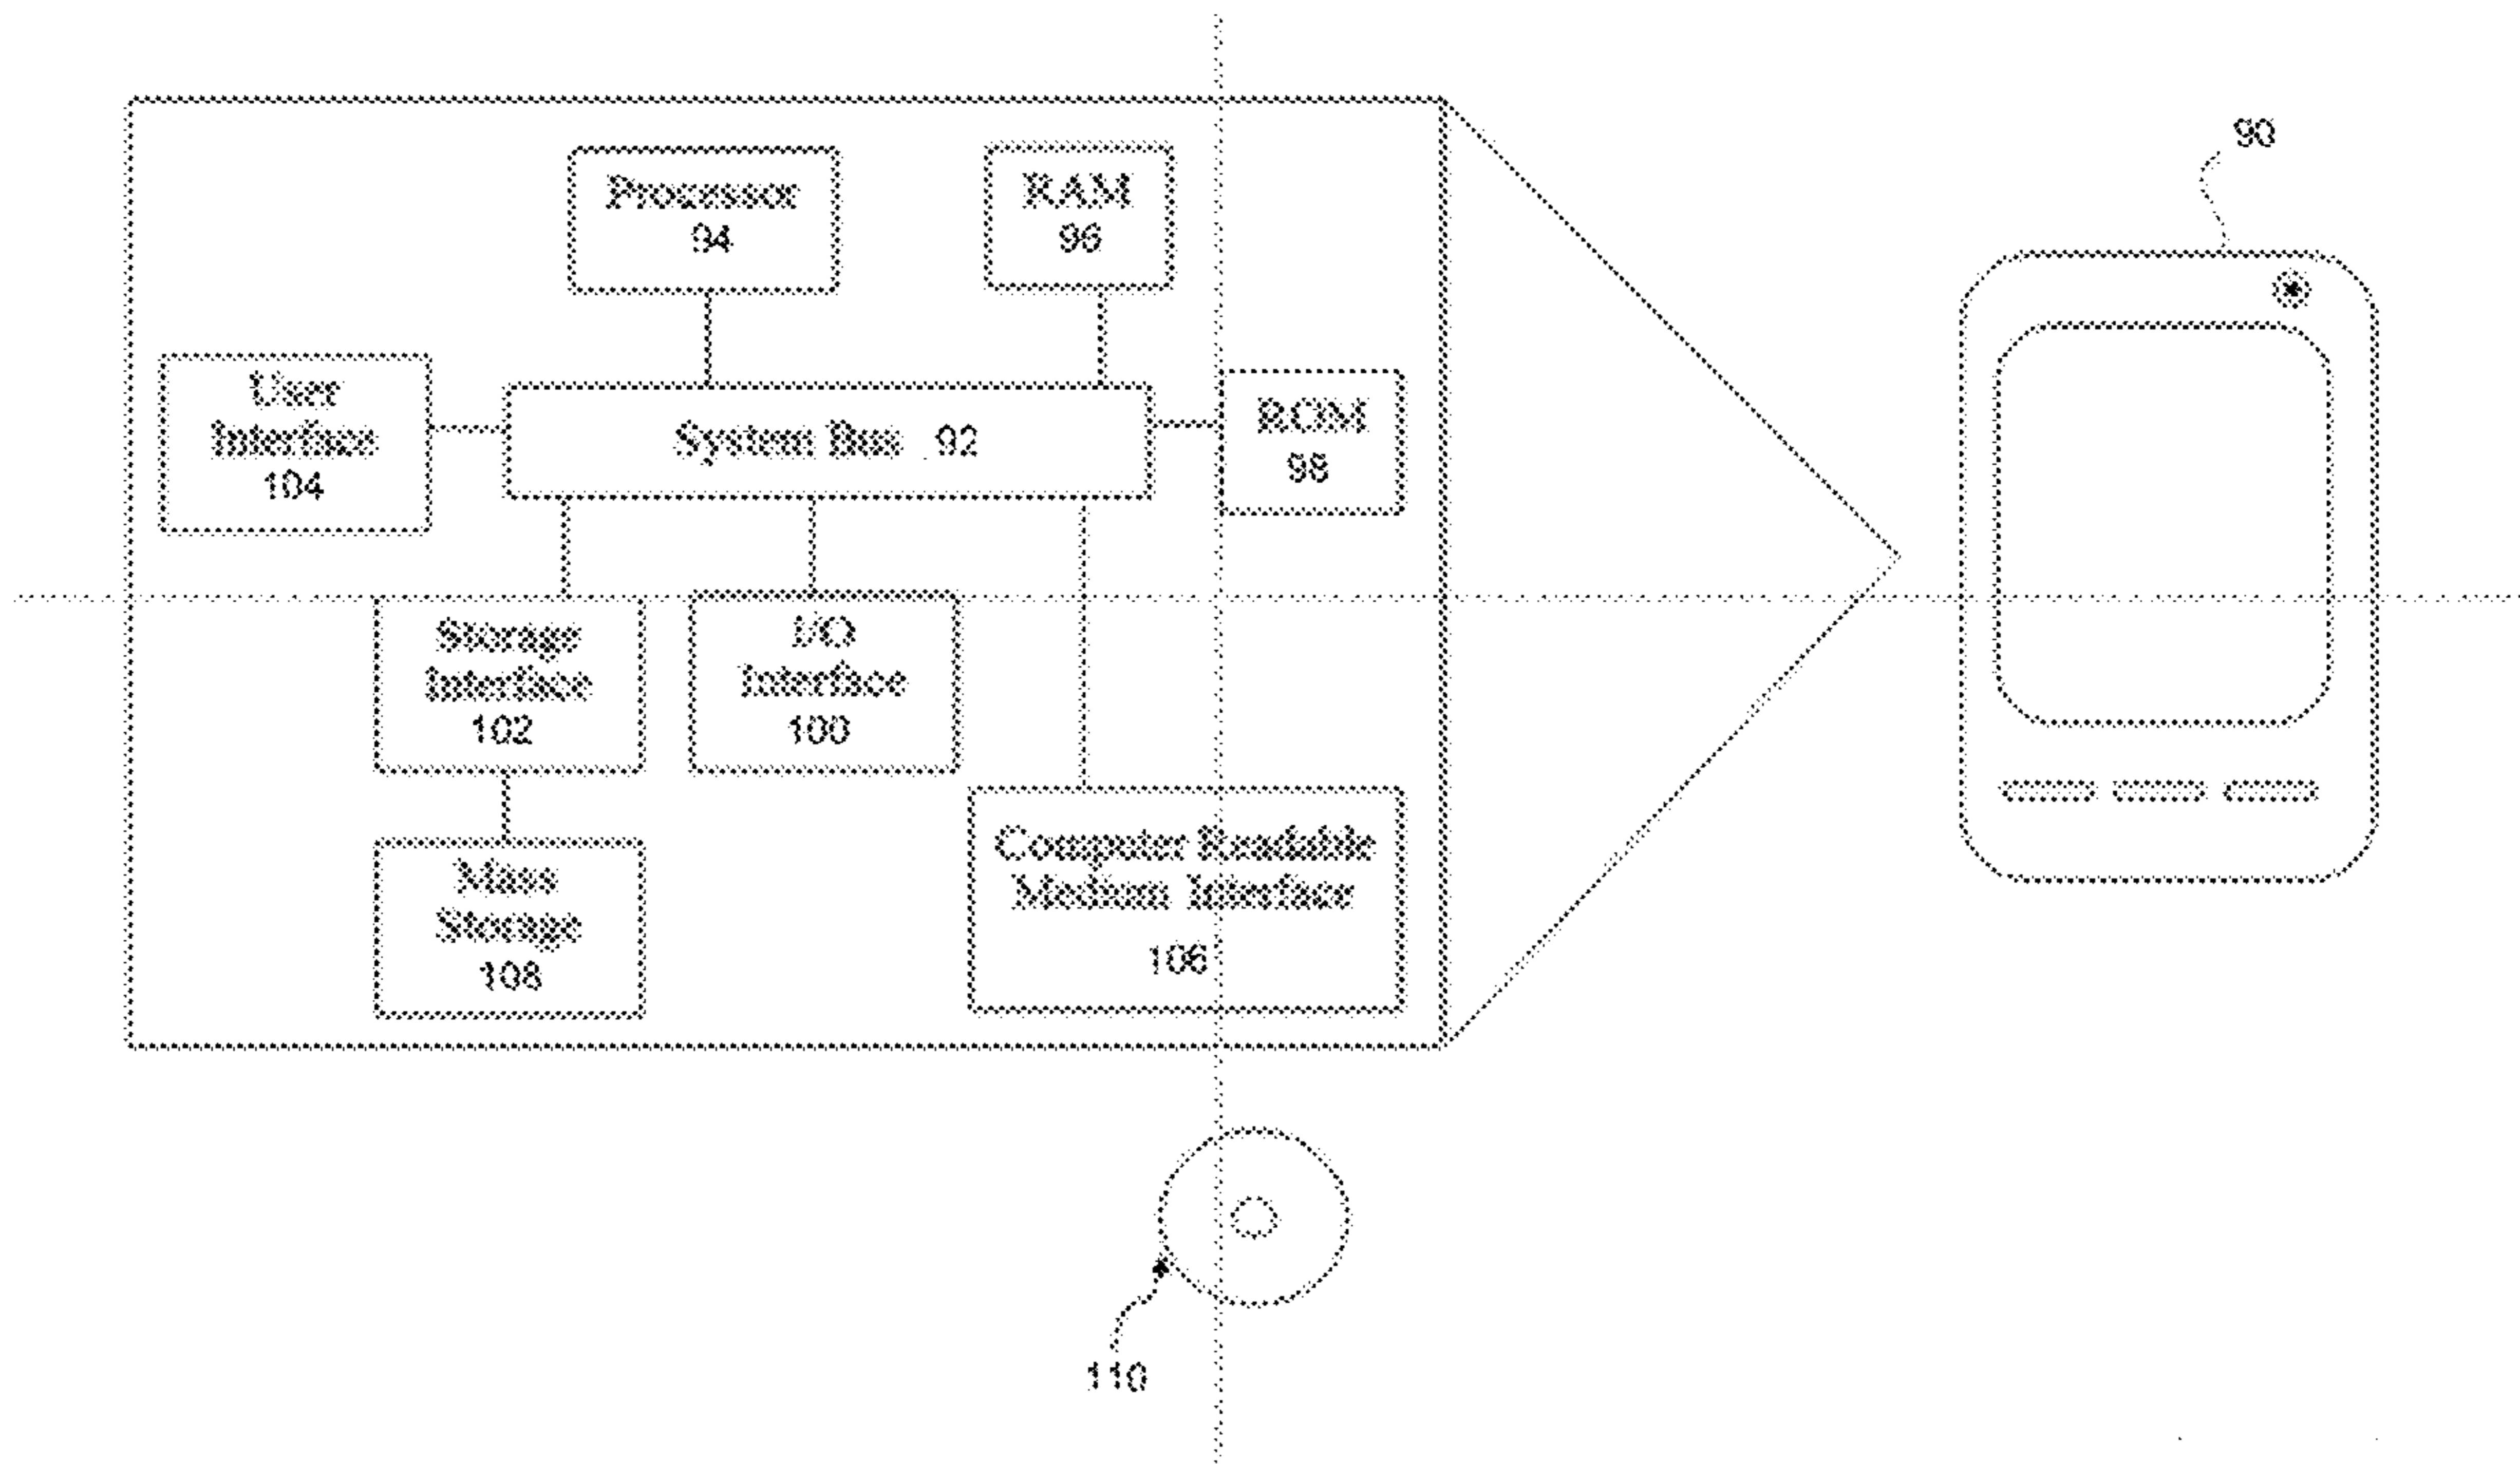 90
Processor
94
RAM
96
User
Interface
104
System Bus 92
ROM
98
Storage
Interface
102
I/O
Interface
100
Mass
Storage
108
Computer Readable
Medium Interface
106
110